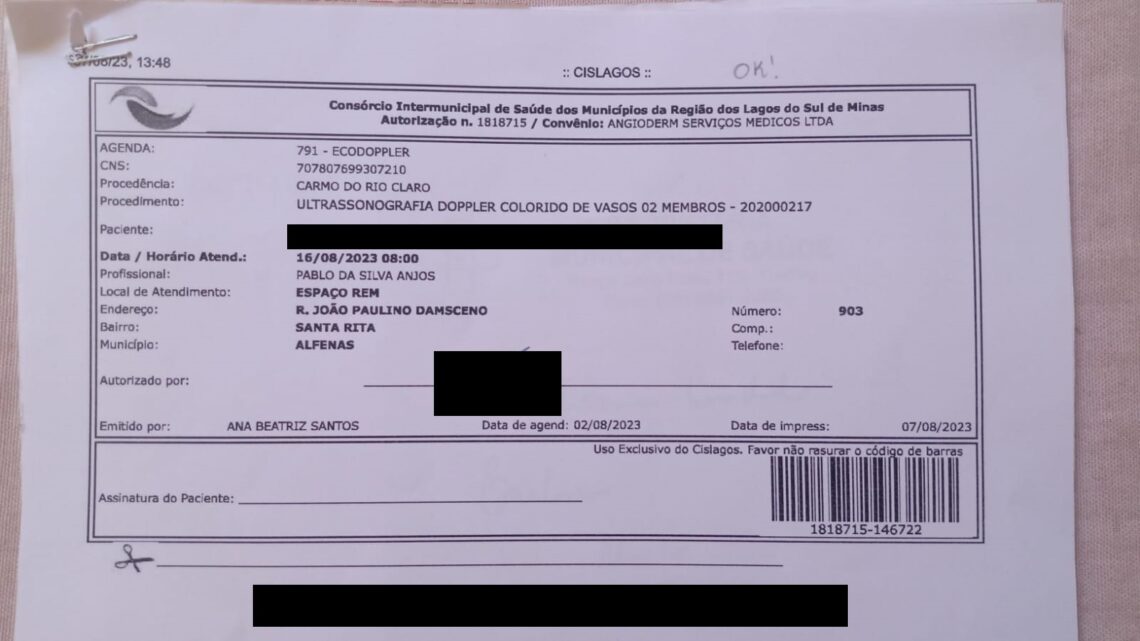 07/08/23, 13:48
:: CISLAGOS ::
OK!
Consórcio Intermunicipal de Saúde dos Municípios da Região dos Lagos do Sul de Minas
Autorização n. 1818715 / Convênio: ANGIODERM SERVIÇOS MEDICOS LTDA
AGENDA: 791 - ECODOPPLER
CNS: 707807699307210
Procedência: CARMO DO RIO CLARO
Procedimento: ULTRASSONOGRAFIA DOPPLER COLORIDO DE VASOS 02 MEMBROS - 202000217
Paciente:
Data / Horário Atend.: 16/08/2023 08:00
Profissional: PABLO DA SILVA ANJOS
Local de Atendimento: ESPAÇO REM
Endereço: R. JOÃO PAULINO DAMSCENO Número: 903
Bairro: SANTA RITA Comp.:
Município: ALFENAS Telefone:
Autorizado por:
Emitido por: ANA BEATRIZ SANTOS Data de agend: 02/08/2023 Data de impress: 07/08/2023
Uso Exclusivo do Cislagos. Favor não rasurar o código de barras
Assinatura do Paciente:
1818715-146722